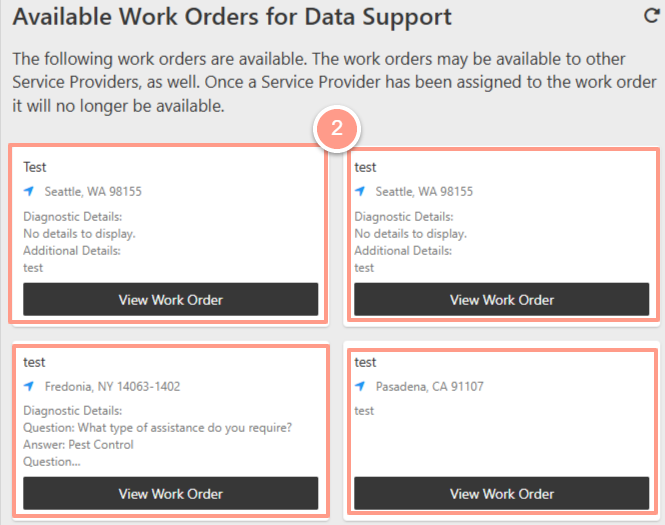 Available Work Orders for Data Support
The following work orders are available. The work orders may be available to other
Service Providers, as well. Once a Service Provider has been assigned to the work order
it will no longer be available.
2
Test
Seattle, WA 98155
Diagnostic Details:
No details to display.
Additional Details:
test
View Work Order
test
Seattle, WA 98155
Diagnostic Details:
No details to display.
Additional Details:
test
View Work Order
test
Fredonia, NY 14063-1402
Diagnostic Details:
Question: What type of assistance do you require?
Answer: Pest Control
Question...
View Work Order
test
Pasadena, CA 91107
test
View Work Order